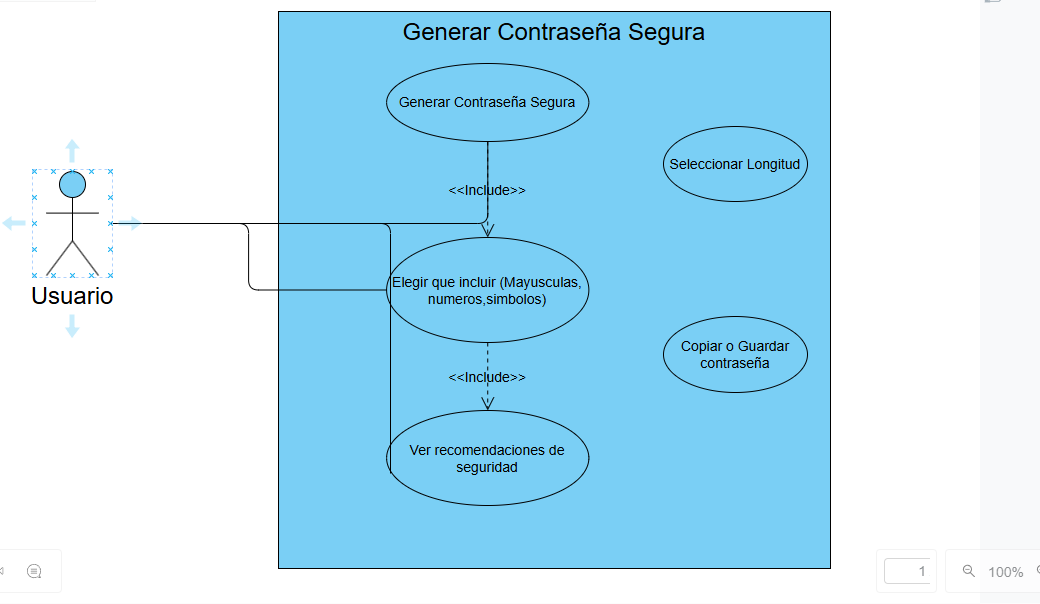 Generar Contraseña Segura
Generar Contraseña Segura
Seleccionar Longitud
<<Include>>
Usuario
Elegir que incluir (Mayusculas,
numeros,simbolos)
Copiar o Guardar
contraseña
<<Include>>
Ver recomendaciones de
seguridad
1
100%